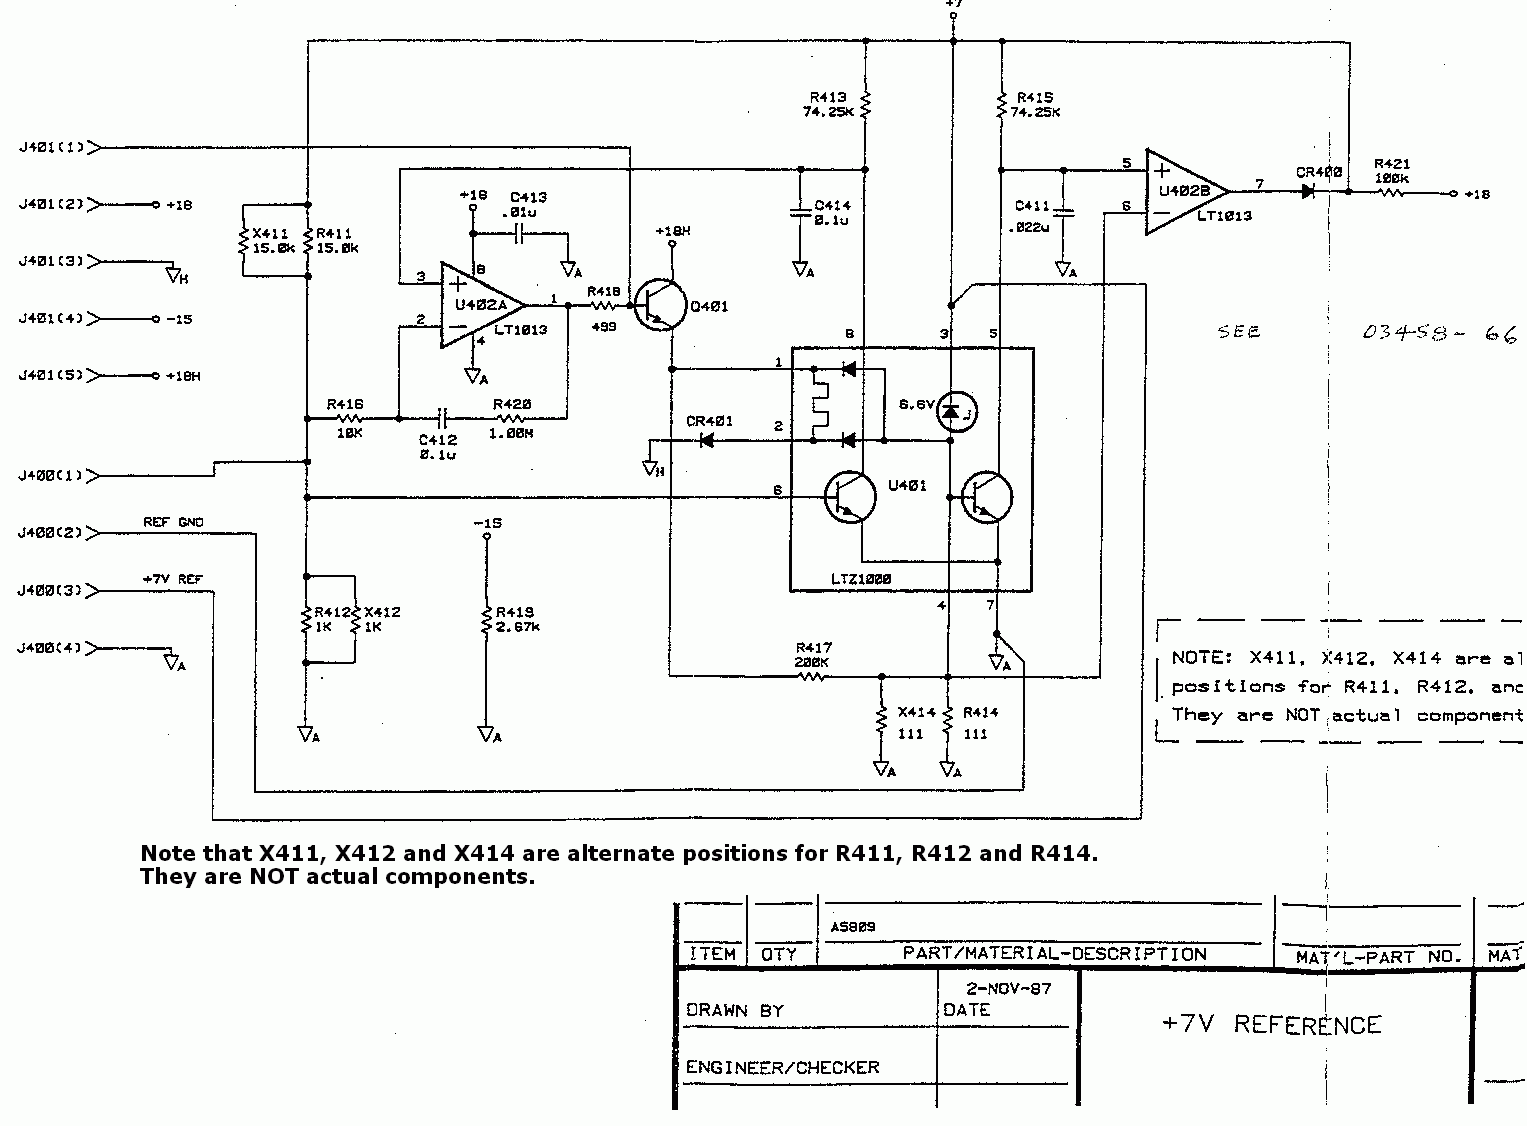 +7
R413
74.25K
R415
74.25K
J401(1)
+18
C413
.01u
J401(2)
+18
X411
15.0k
R411
15.0k
C414
0.1u
C411
.022u
5
6
U402B
7
LT1013
CR400
R421
100k
+18
+18H
J401(3)
H
A
A
A
3
8
U402A
1
2
LT1013
4
R418
499
Q401
J401(4)
-15
A
8
3
5
SEE 03458- 66
J401(5)
+18H
1
R416
10K
C412
0.1u
R420
1.00M
CR401
2
6.6V
H
J400(1)
6
U401
REF GND
J400(2)
-15
+7V REF
J400(3)
LTZ1000
4
7
R412
1K
X412
1K
R419
2.67k
J400(4)
A
R417
200K
A
X414
111
R414
111
A
A
A
A
NOTE: X411, X412, X414 are al
positions for R411, R412, and
They are NOT actual component
Note that X411, X412 and X414 are alternate positions for R411, R412 and R414.
They are NOT actual components.
A5809
ITEM QTY PART/MATERIAL-DESCRIPTION MAT'L-PART NO. MAT
DRAWN BY
2-NOV-87
DATE
+7V REFERENCE
ENGINEER/CHECKER